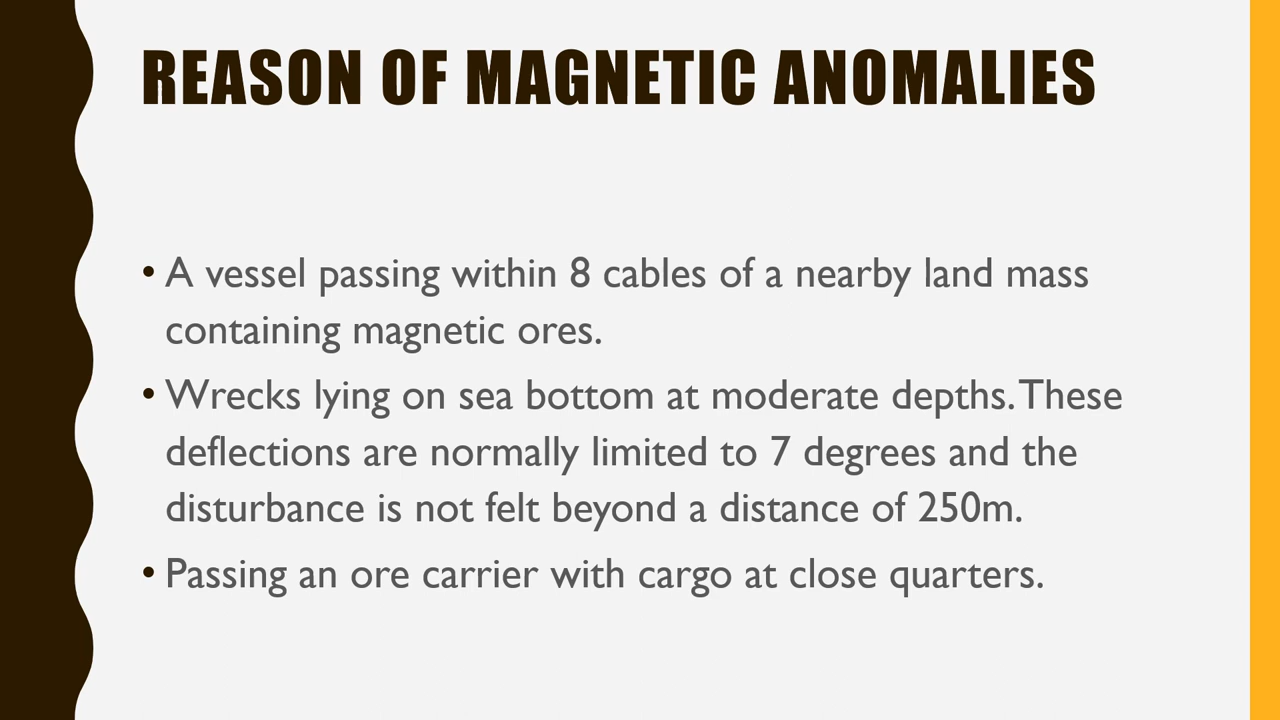 REASON OF MAGNETIC ANOMALIES
• A vessel passing within 8 cables of a nearby land mass
containing magnetic ores.
• Wrecks lying on sea bottom at moderate depths. These
deflections are normally limited to 7 degrees and the
disturbance is not felt beyond a distance of 250m.
• Passing an ore carrier with cargo at close quarters.